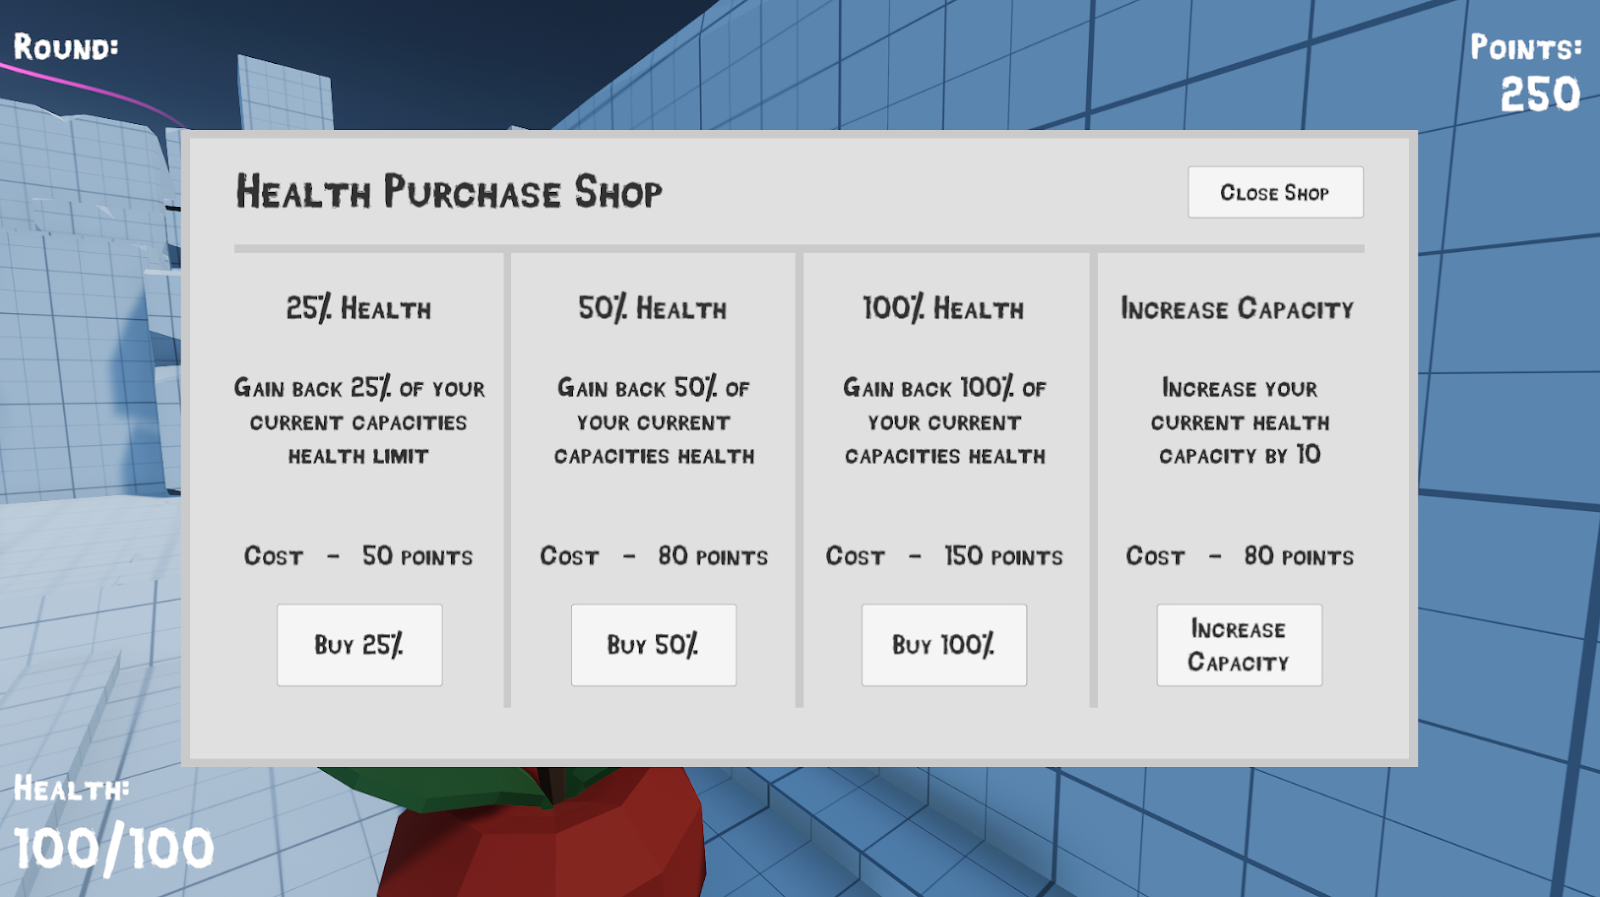 Round:
Points:
250
Health Purchase Shop
Close Shop
25% Health
Gain back 25% of your
current capacities
health limit
Cost - 50 points
Buy 25%
50% Health
Gain back 50% of
your current
capacities health
Cost - 80 points
Buy 50%
100% Health
Gain back 100% of
your current
capacities health
Cost - 150 points
Buy 100%
Increase Capacity
Increase your
current health
capacity by 10
Cost - 80 points
Increase
Capacity
Health:
100/100